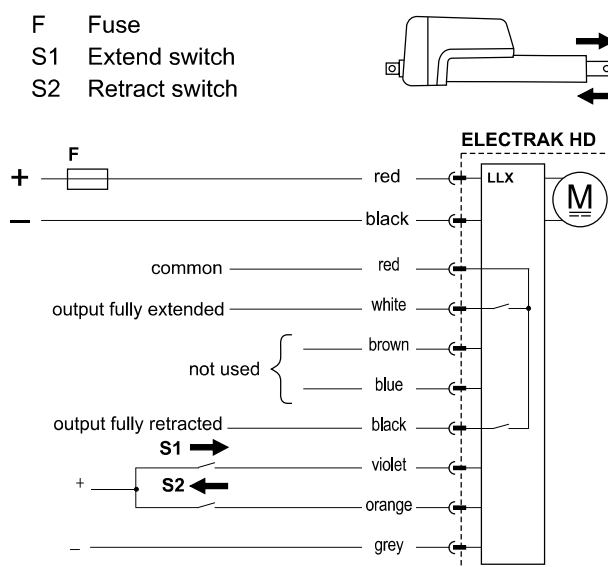 F Fuse
S1 Extend switch
S2 Retract switch
ELECTRAK HD
F
+ red LLX
M
– black
common red
output fully extended white
brown
not used
blue
output fully retracted black
S1
violet
+ S2
orange
– grey